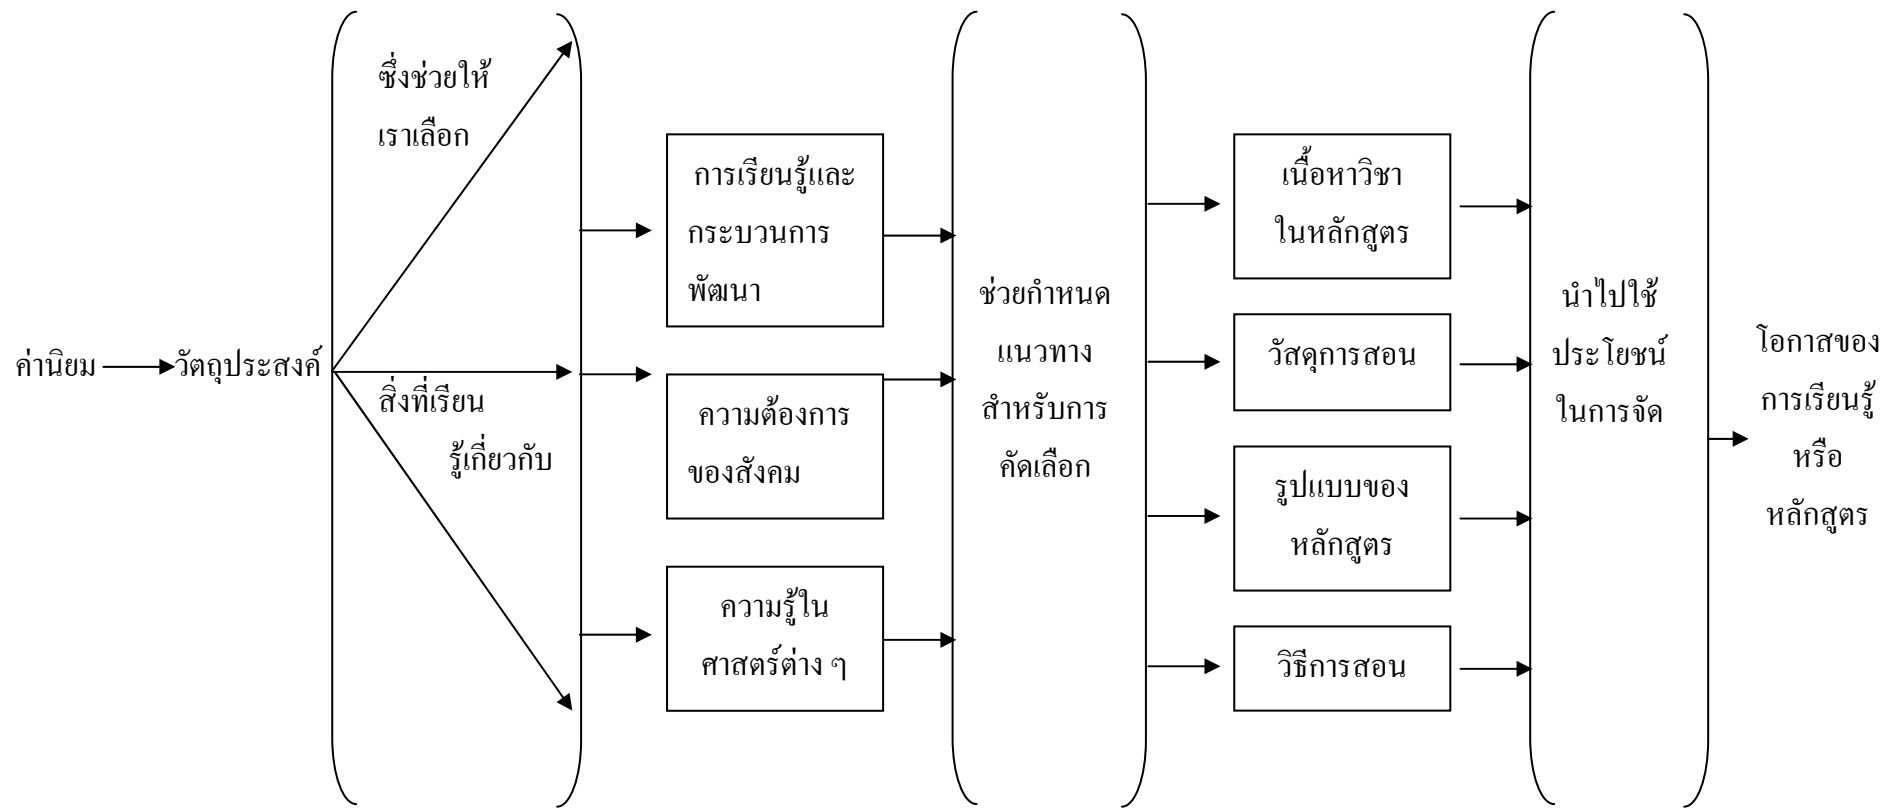 ค่านิยม
วัตถุประสงค์
ซึ่งช่วยให้
เราเลือก
สิ่งที่เรียน
รู้เกี่ยวกับ
การเรียนรู้และ
กระบวนการ
พัฒนา
ความต้องการ
ของสังคม
ความรู้ใน
ศาสตร์ต่าง ๆ
ช่วยกำหนด
แนวทาง
สำหรับการ
คัดเลือก
เนื้อหาวิชา
ในหลักสูตร
วัสดุการสอน
รูปแบบของ
หลักสูตร
วิธีการสอน
นำไปใช้
ประโยชน์
ในการจัด
โอกาสของ
การเรียนรู้
หรือ
หลักสูตร